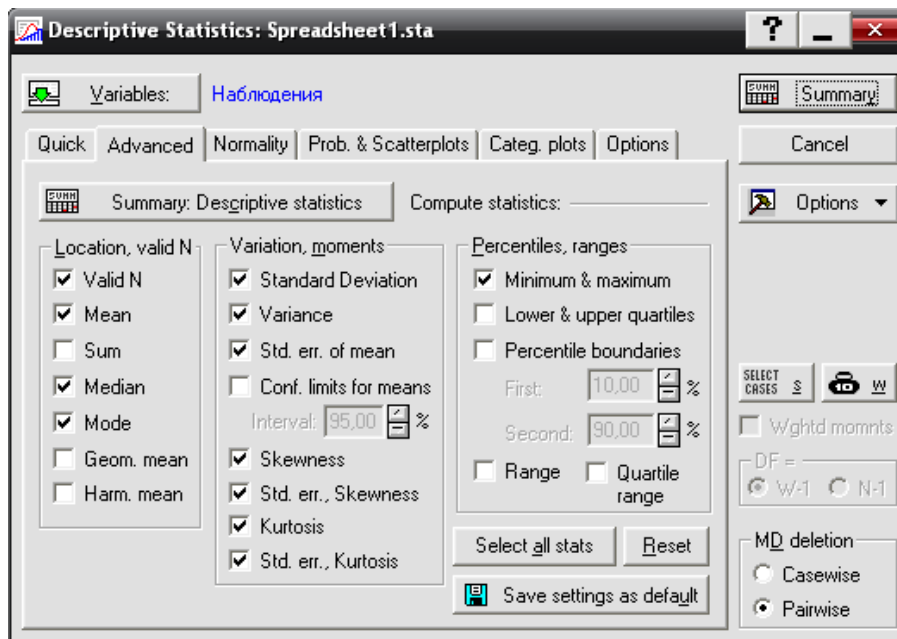 Descriptive Statistics: Spreadsheet1.sta
Variables: Наблюдения
Summary
Cancel
Options
Quick Advanced Normality Prob. & Scatterplots Categ. plots Options
SUMM Summary: Descriptive statistics Compute statistics:
Location, valid N
Valid N
Mean
Sum
Median
Mode
Geom. mean
Harm. mean
Variation, moments
Standard Deviation
Variance
Std. err. of mean
Conf. limits for means
Interval: 95,00 %
Skewness
Std. err., Skewness
Kurtosis
Std. err., Kurtosis
Percentiles, ranges
Minimum & maximum
Lower & upper quartiles
Percentile boundaries
First: 10,00 %
Second: 90,00 %
Range Quartile
range
Select all stats Reset
Save settings as default
SELECT
CASES S W
Wghtd momnts
DF =
W-1 N-1
MD deletion
Casewise
Pairwise